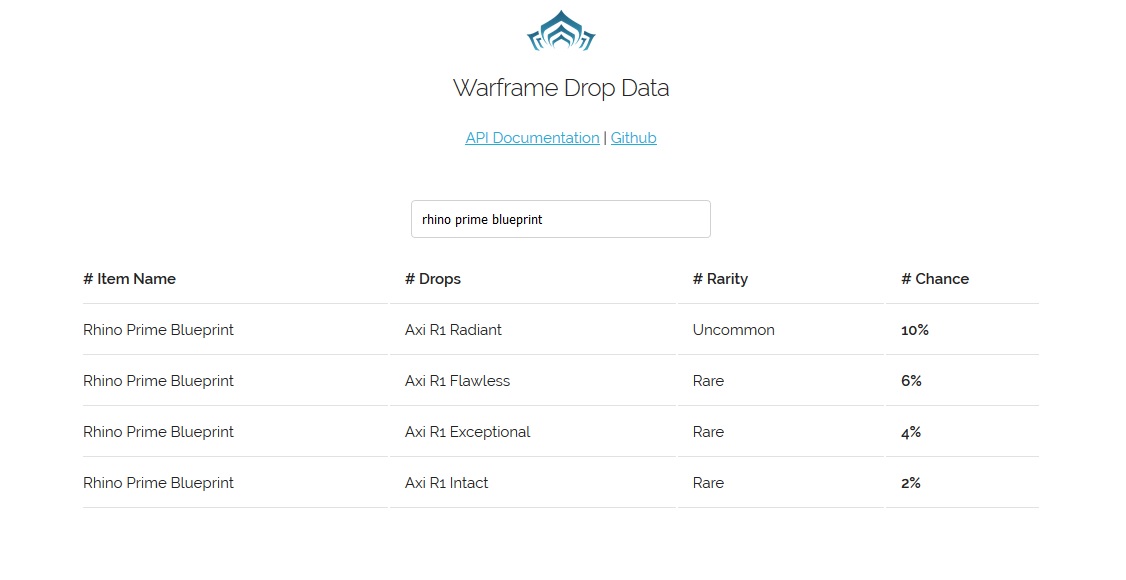 Warframe Drop Data
API Documentation | Github
rhino prime blueprint
# Item Name # Drops # Rarity # Chance
Rhino Prime Blueprint Axi R1 Radiant Uncommon 10%
Rhino Prime Blueprint Axi R1 Flawless Rare 6%
Rhino Prime Blueprint Axi R1 Exceptional Rare 4%
Rhino Prime Blueprint Axi R1 Intact Rare 2%